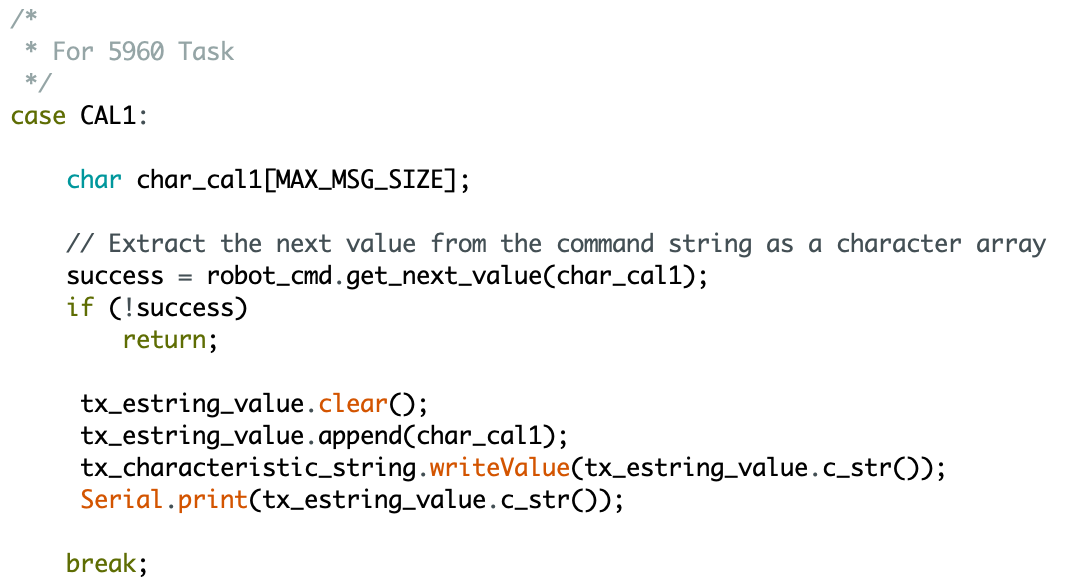 /*
 * For 5960 Task
 */
case CAL1:

    char char_cal1[MAX_MSG_SIZE];

    // Extract the next value from the command string as a character array
    success = robot_cmd.get_next_value(char_cal1);
    if (!success)
        return;

     tx_estring_value.clear();
     tx_estring_value.append(char_cal1);
     tx_characteristic_string.writeValue(tx_estring_value.c_str());
     Serial.print(tx_estring_value.c_str());

    break;